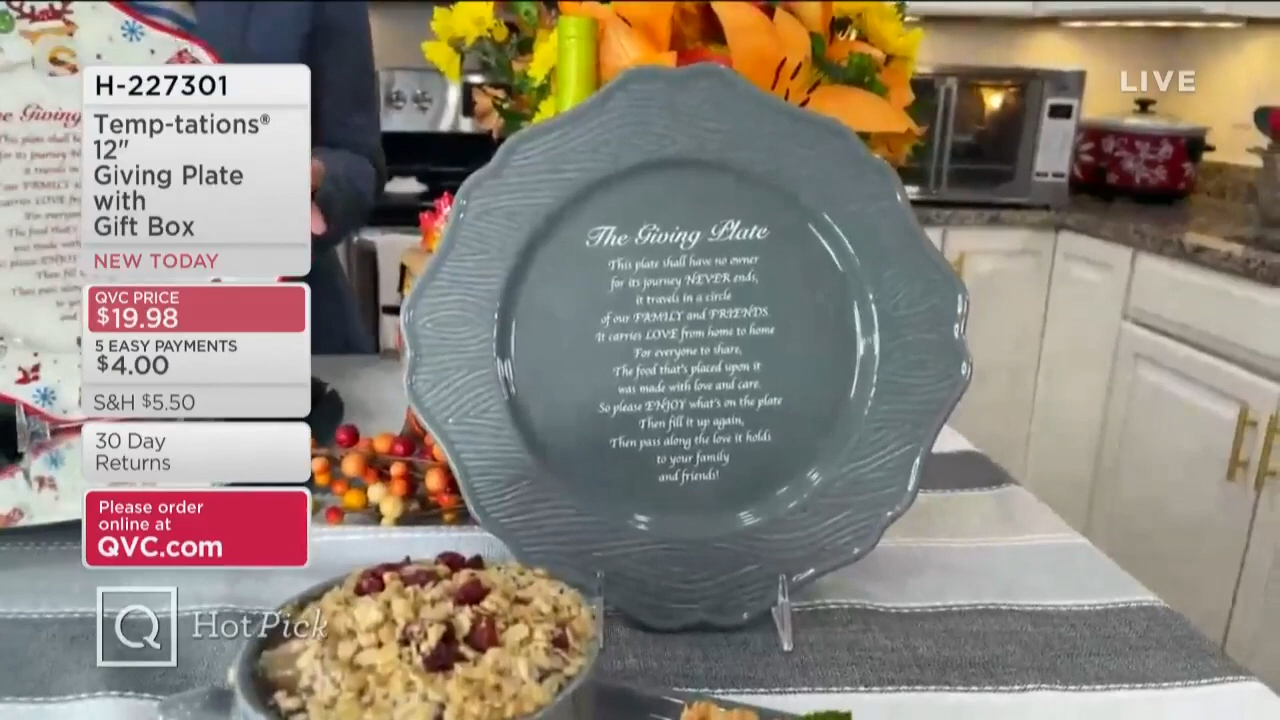 H-227301
Temp-tations®
12"
Giving Plate
with
Gift Box
NEW TODAY
QVC PRICE
$19.98
5 EASY PAYMENTS
$4.00
S&H $5.50
30 Day
Returns
Please order
online at
QVC.com
Q HotPick
LIVE
The Giving Plate
This plate shall have no owner
for its journey NEVER ends,
it travels in a circle
of our FAMILY and FRIENDS.
It carries LOVE from home to home
For everyone to share,
The food that's placed upon it
was made with love and care.
So please ENJOY what's on the plate
Then fill it up again,
Then pass along the love it holds
to your family
and friends!
Giving